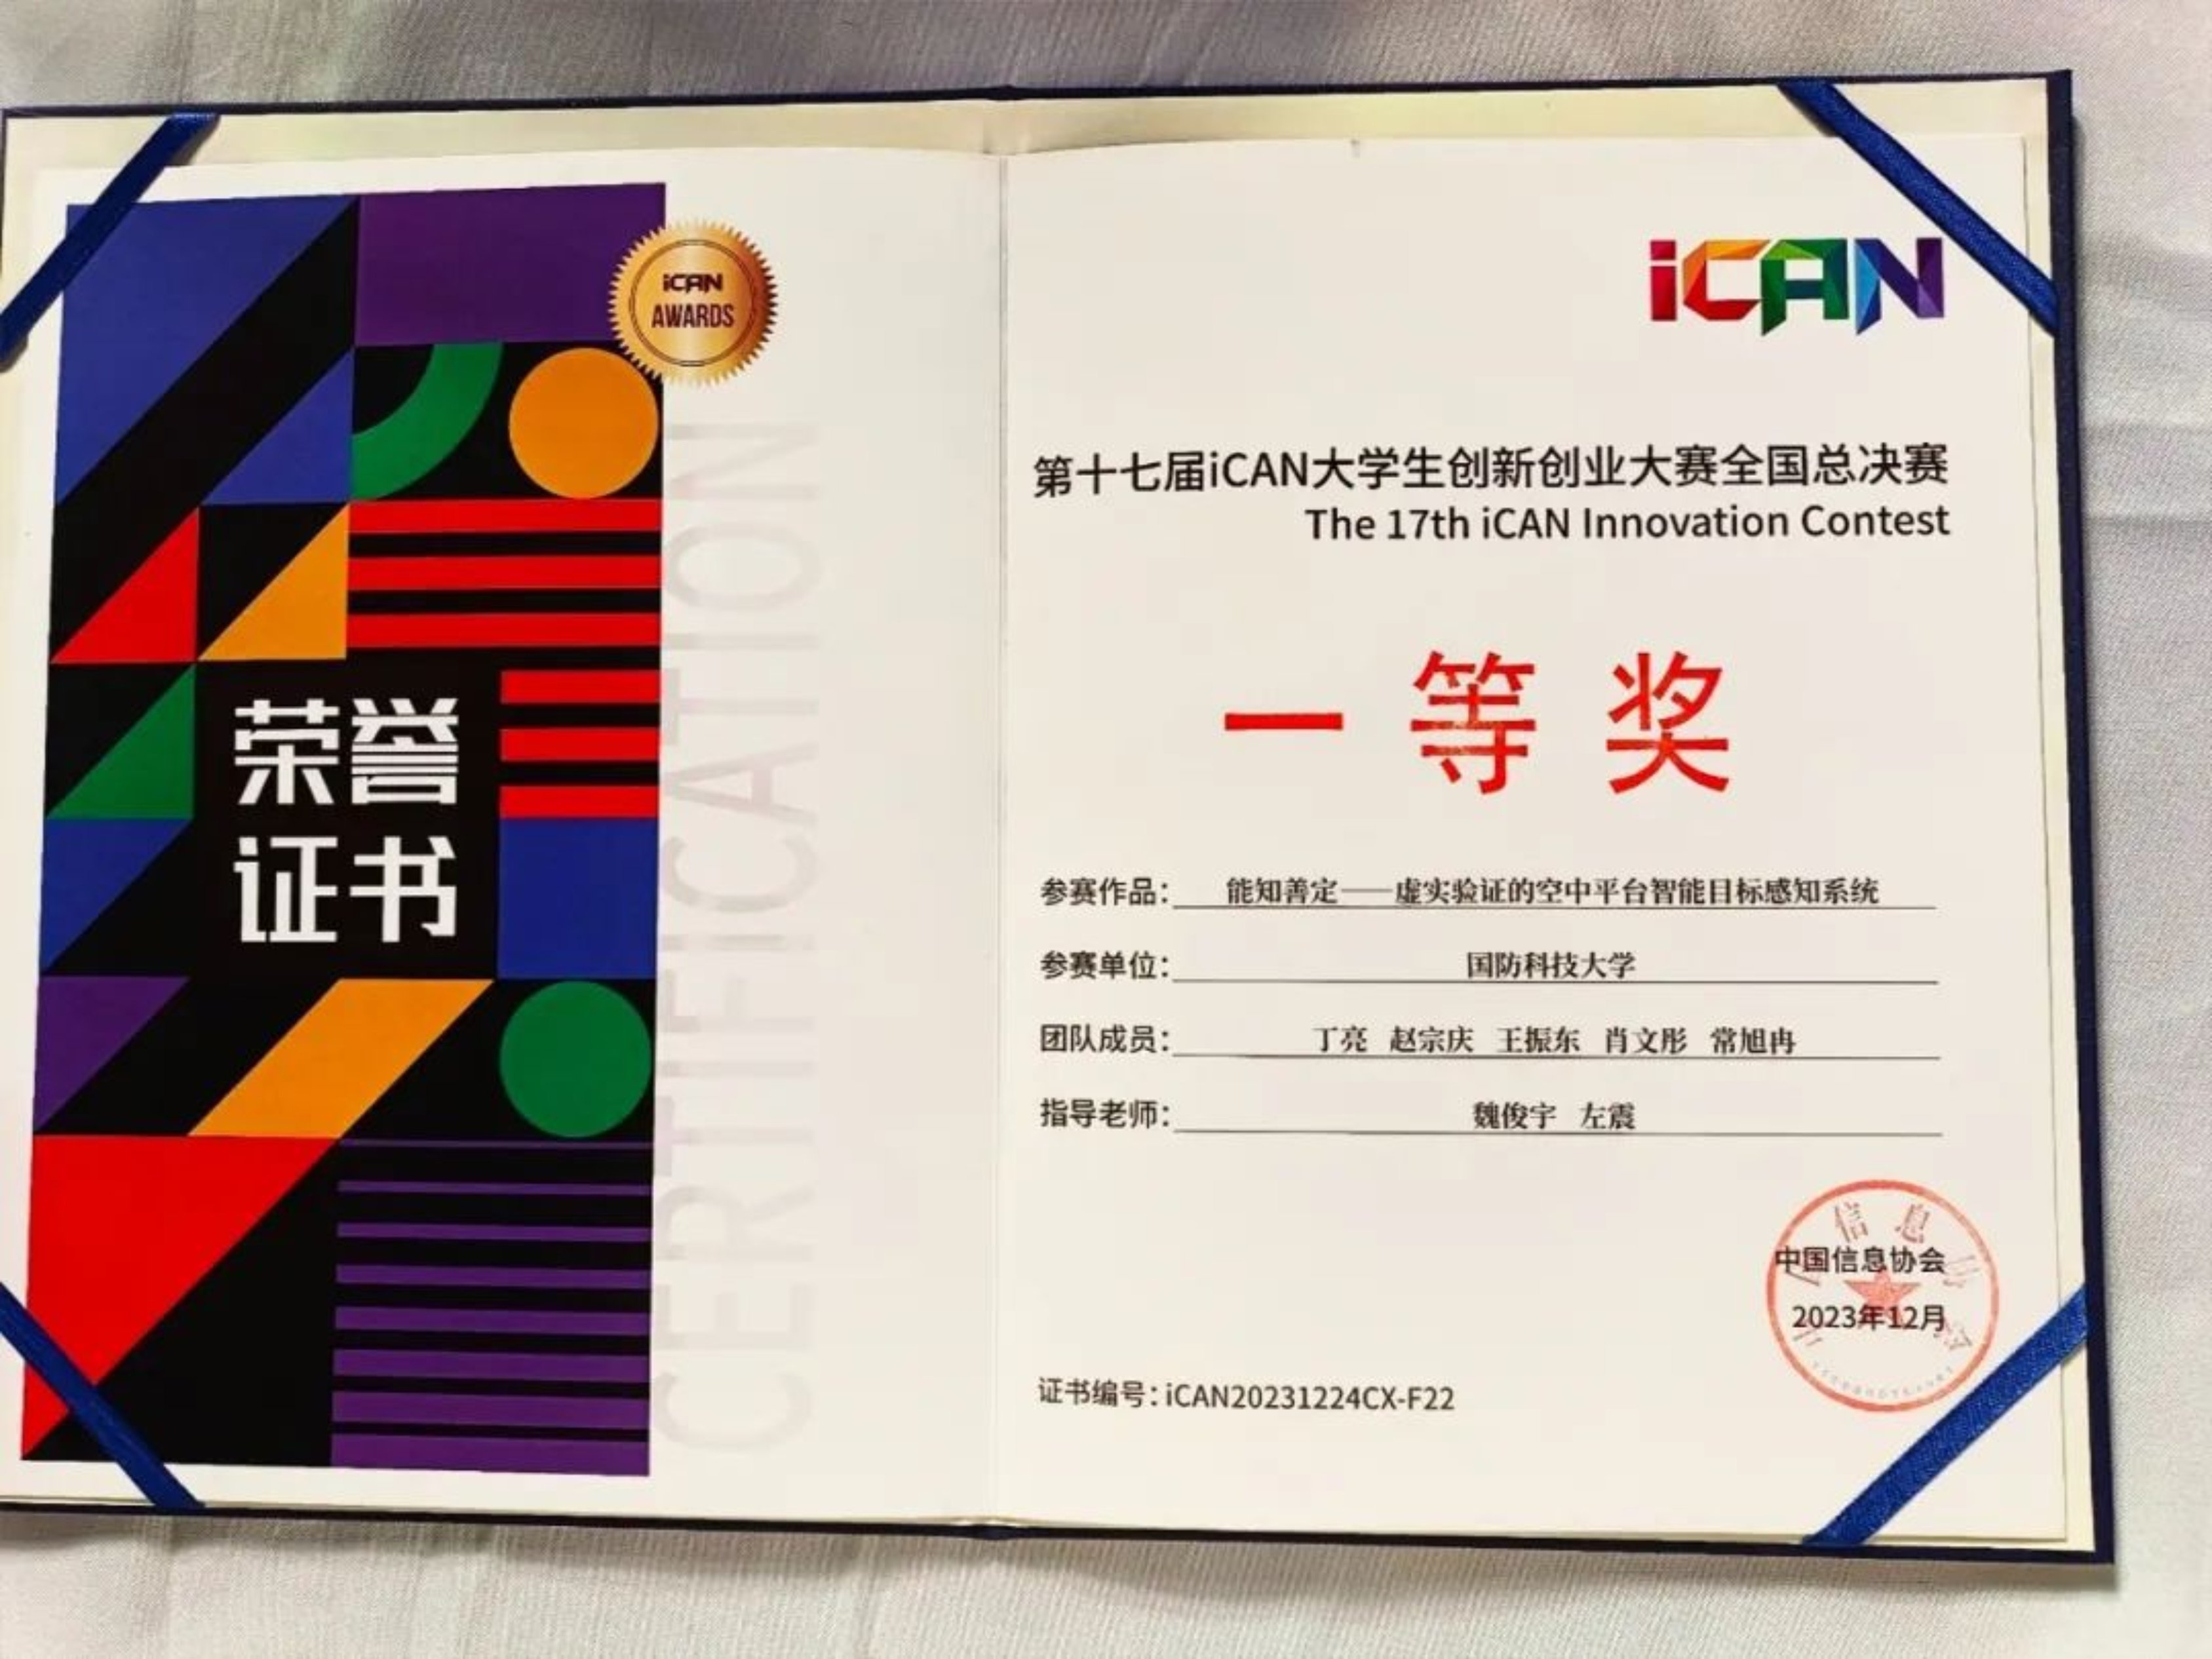 iCAN
AWARDS
荣誉
证书
CERTIFICATION
iCAN
第十七届iCAN大学生创新创业大赛全国总决赛
The 17th iCAN Innovation Contest
一等奖
参赛作品：能知善定——虚实验证的空中平台智能目标感知系统
参赛单位：国防科技大学
团队成员：丁亮 赵宗庆 王振东 肖文彤 常旭冉
指导老师：魏俊宇 左震
中国信息协会
2023年12月
证书编号：iCAN20231224CX-F22